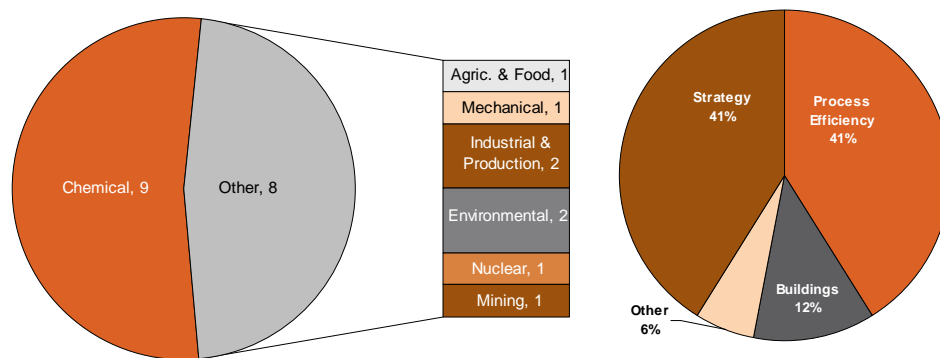 Chemical, 9
Other, 8
Agric. & Food, 1
Mechanical, 1
Industrial &
Production, 2
Environmental, 2
Nuclear, 1
Mining, 1
Strategy
41%
Process
Efficiency
41%
Buildings
12%
Other
6%